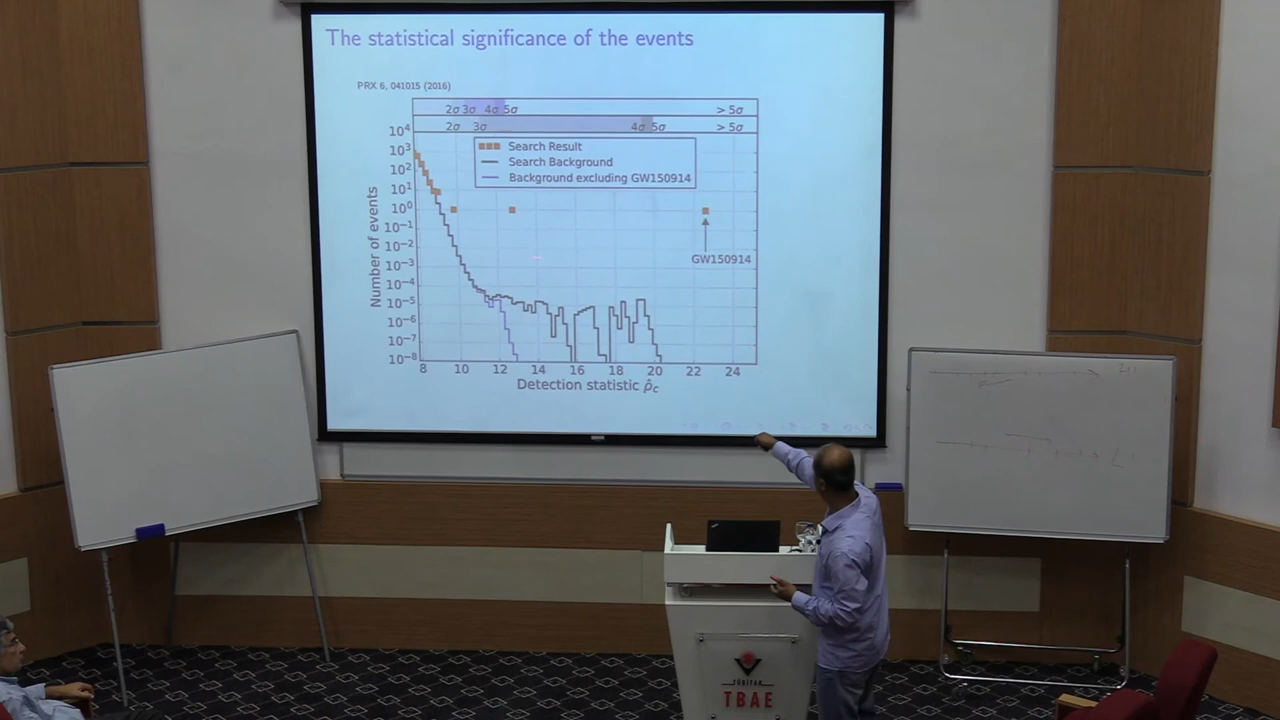 The statistical significance of the events
PRX 6, 041015 (2016)
2σ 3σ 4σ 5σ > 5σ
2σ 3σ 4σ 5σ > 5σ
Search Result
Search Background
Background excluding GW150914
Number of events
10⁴
10³
10²
10¹
10⁰
10⁻¹
10⁻²
10⁻³
10⁻⁴
10⁻⁵
10⁻⁶
10⁻⁷
10⁻⁸
GW150914
8 10 12 14 16 18 20 22 24
Detection statistic ρ̂c
TÜBİTAK
TBAE